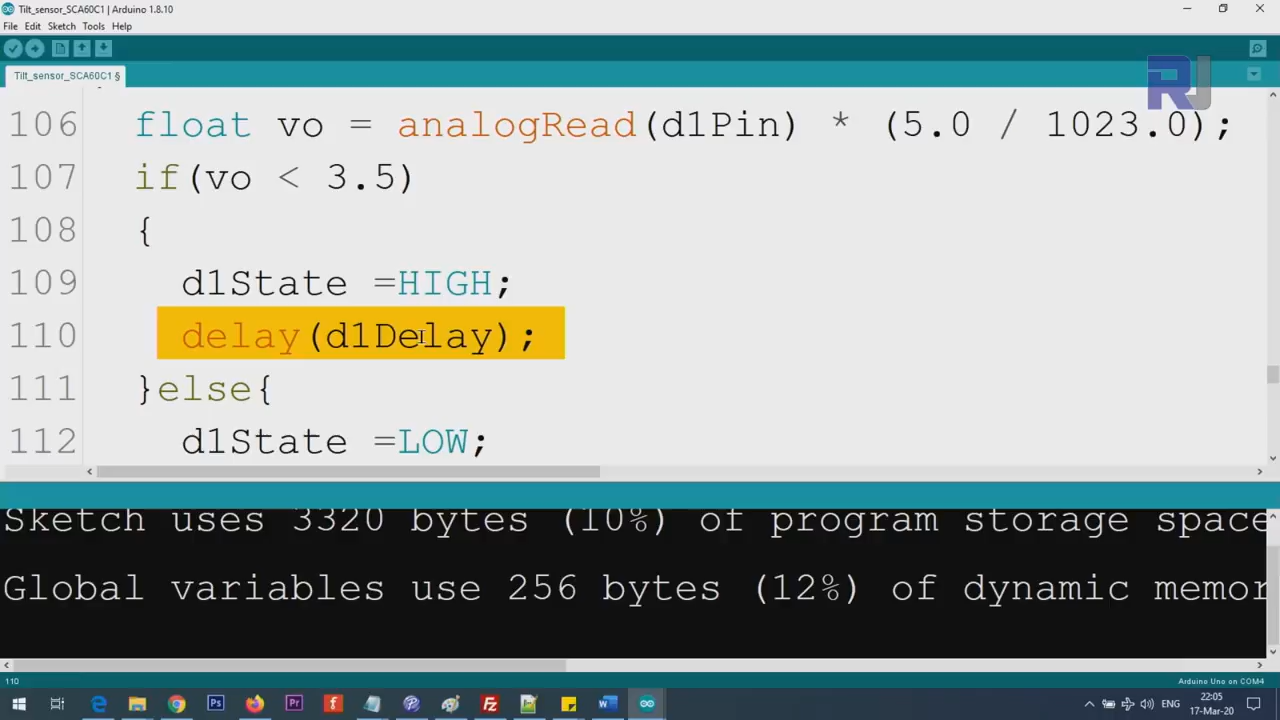 Tilt_sensor_SCA60C1 | Arduino 1.8.10
File Edit Sketch Tools Help
Tilt_sensor_SCA60C1 §
RJ
106 float vo = analogRead(d1Pin) * (5.0 / 1023.0);
107 if(vo < 3.5)
108 {
109 d1State =HIGH;
110 delay(d1Delay);
111 }else{
112 d1State =LOW;
Sketch uses 3320 bytes (10%) of program storage space
Global variables use 256 bytes (12%) of dynamic memor
110
Arduino Uno on COM4
ENG
22:05
17-Mar-20